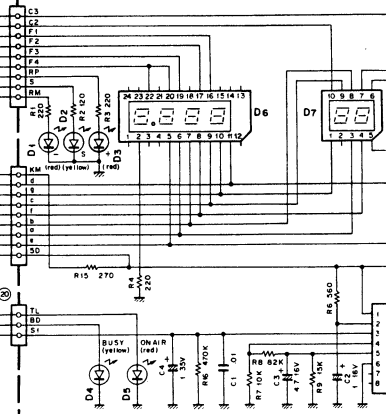 C3
C2
F1
F2
F3
F4
RP
S
RM
R1 220
D2
R2 120
R3 220
D1
- S +
D3
(red) (yellow) (red)
24 23 22 21 20 19 18 17 16 15 14 13
1 2 3 4 5 6 7 8 9 10 11 12
D6
10 9 8 7 6
1 2 3 4 5
D7
KM
d
g
c
f
b
a
e
5D
R15 270
R4 220
R6 560
20
TL
BD
S1
BUSY (yellow)
ON AIR (red)
D4
D5
C4 + 1 35V
R16 470K
C1 .01
R7 10K
R8 82K
C3 + 4.7 16V
R9 15K
C2 + 1 16V
1
2
3
4
5
6
7
8